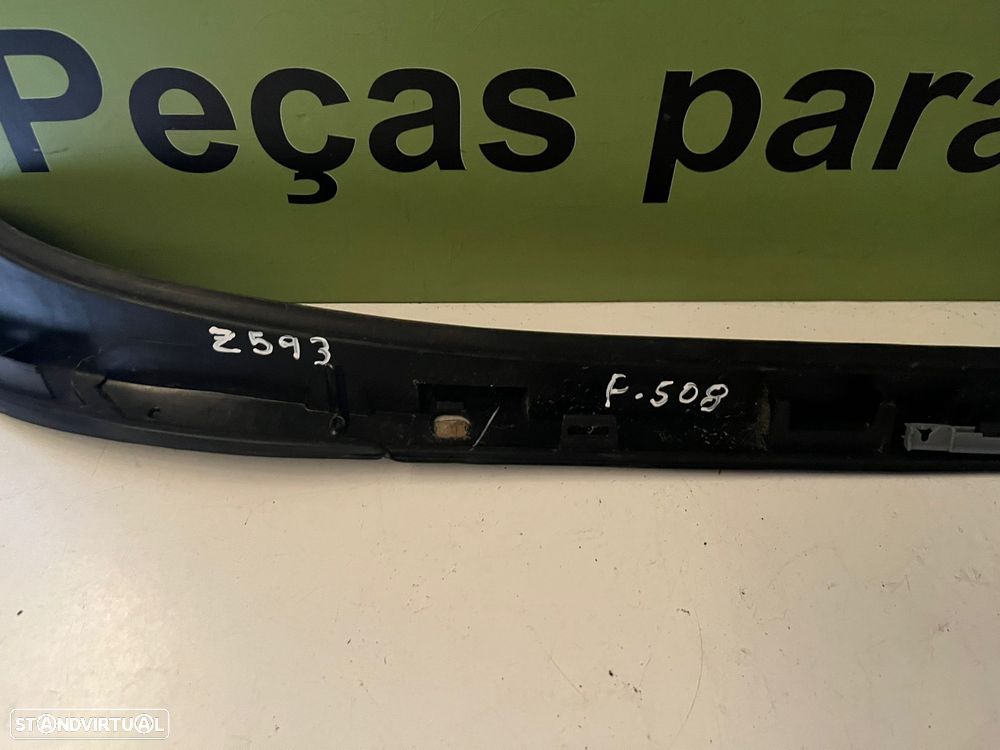 Peças para
Z593
F.508
STANDVIRTUAL